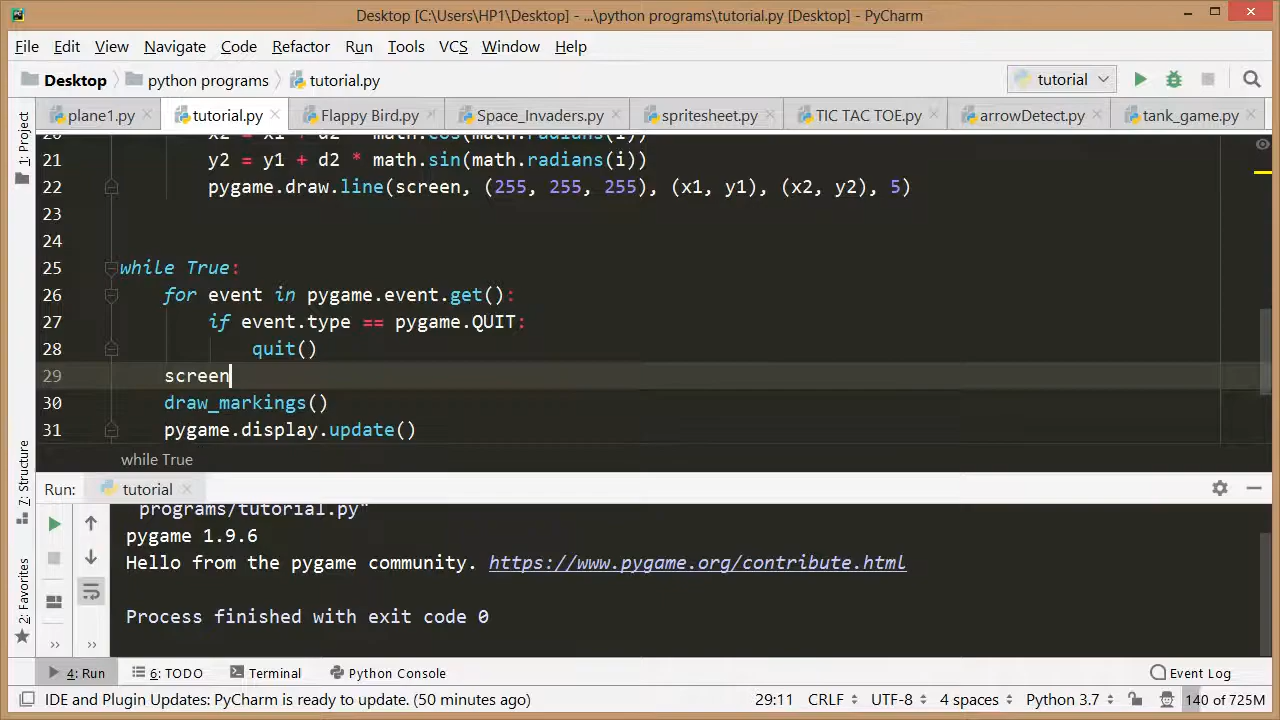 Desktop [C:\Users\HP1\Desktop] - ...\python programs\tutorial.py [Desktop] - PyCharm
File Edit View Navigate Code Refactor Run Tools VCS Window Help
Desktop python programs tutorial.py tutorial
plane1.py tutorial.py Flappy Bird.py Space_Invaders.py spritesheet.py TIC TAC TOE.py arrowDetect.py tank_game.py
1: Project
7: Structure
2: Favorites
20 x2 = x1 + d2 * math.cos(math.radians(i))
21 y2 = y1 + d2 * math.sin(math.radians(i))
22 pygame.draw.line(screen, (255, 255, 255), (x1, y1), (x2, y2), 5)
23
24
25 while True:
26 for event in pygame.event.get():
27 if event.type == pygame.QUIT:
28 quit()
29 screen
30 draw_markings()
31 pygame.display.update()
while True
Run: tutorial
programs/tutorial.py"
pygame 1.9.6
Hello from the pygame community. https://www.pygame.org/contribute.html
Process finished with exit code 0
4: Run 6: TODO Terminal Python Console Event Log
IDE and Plugin Updates: PyCharm is ready to update. (50 minutes ago) 29:11 CRLF UTF-8 4 spaces Python 3.7 140 of 725M